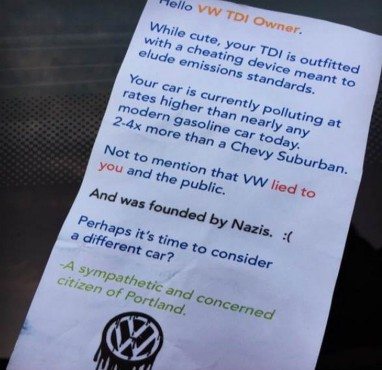 Hello VW TDI Owner.
While cute, your TDI is outfitted
with a cheating device meant to
elude emissions standards.
Your car is currently polluting at
rates higher than nearly any
modern gasoline car today.
2-4x more than a Chevy Suburban.
Not to mention that VW lied to
you and the public.
And was founded by Nazis. :(
Perhaps it's time to consider
a different car?
-A sympathetic and concerned
citizen of Portland.
VW